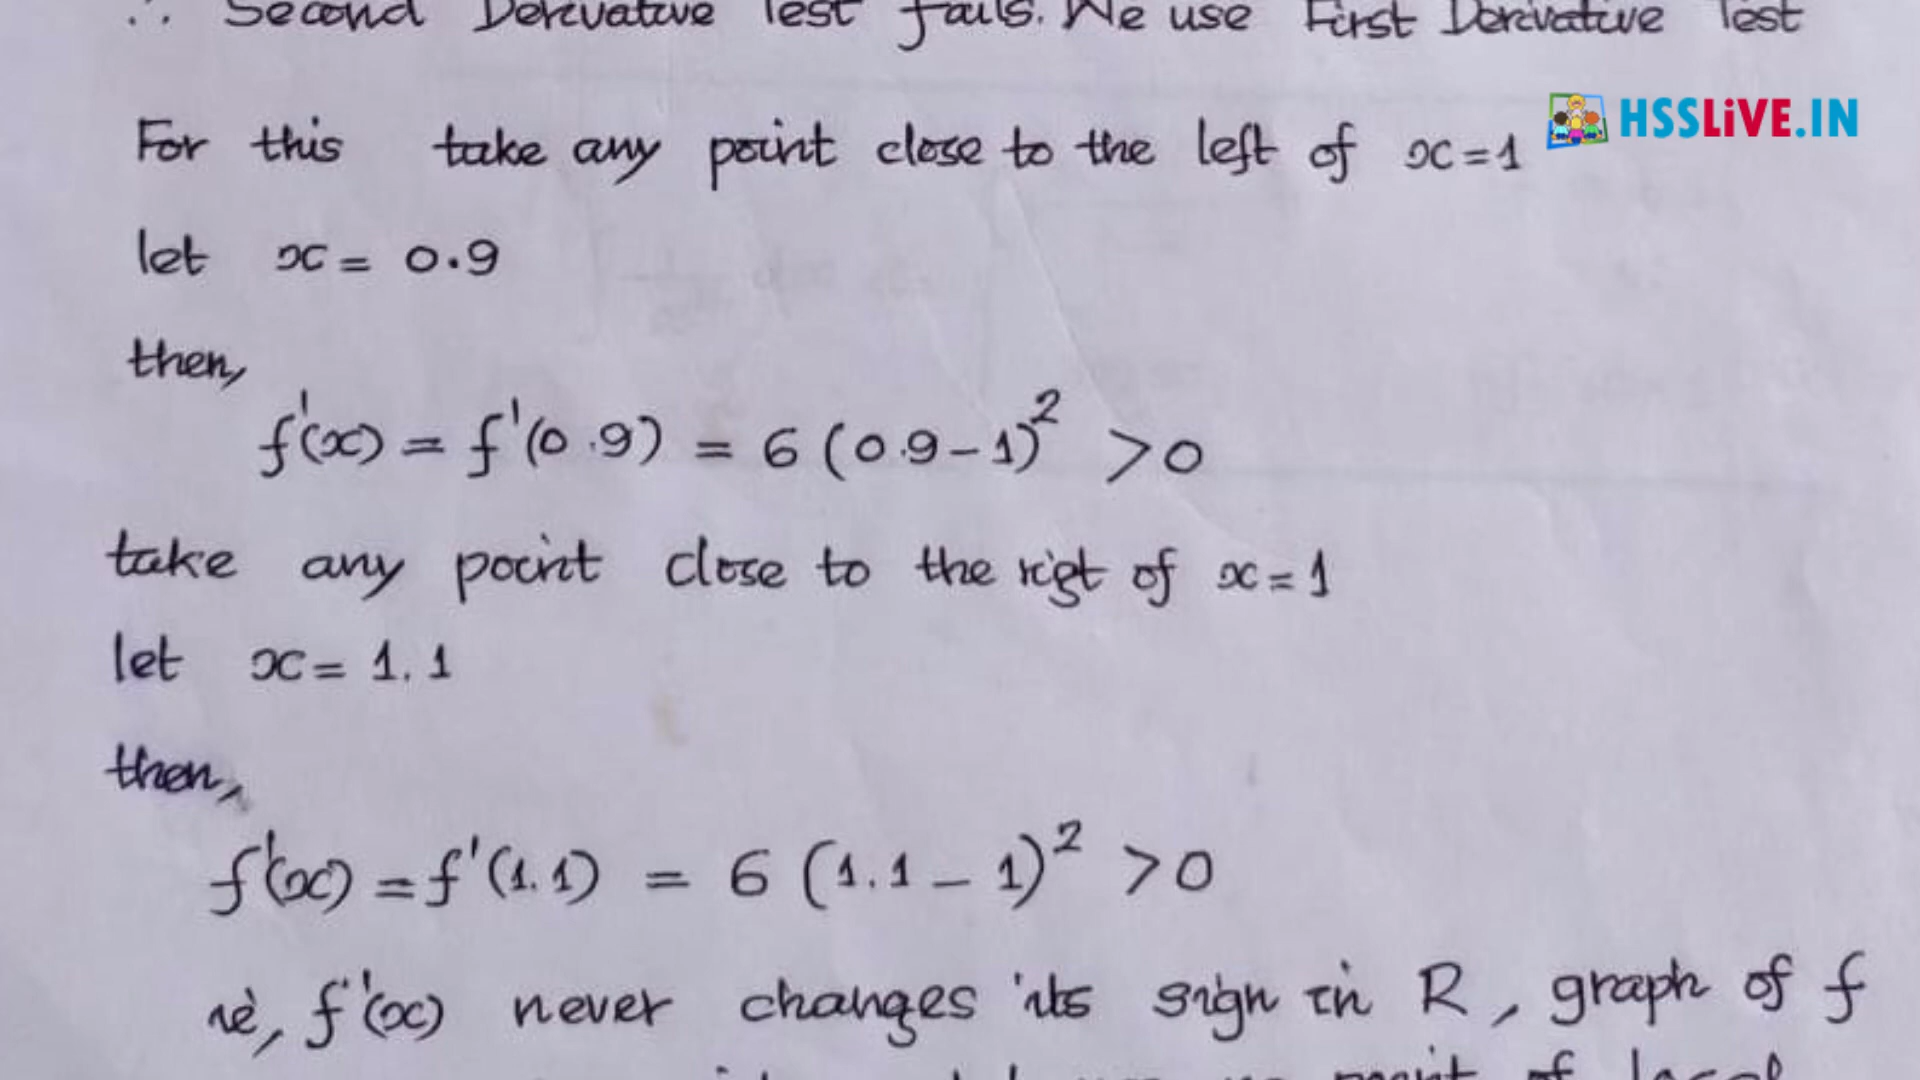 ∴ Second Derivative Test fails. We use First Derivative Test
HSSLiVE.IN
For this take any point close to the left of x=1
let x = 0.9
then,
f'(x) = f'(0.9) = 6(0.9-1)² >0
take any point close to the rigt of x=1
let x = 1.1
then,
f'(x) = f'(1.1) = 6 (1.1 - 1)² >0
ie, f'(x) never changes its sign in R, graph of f
point of local